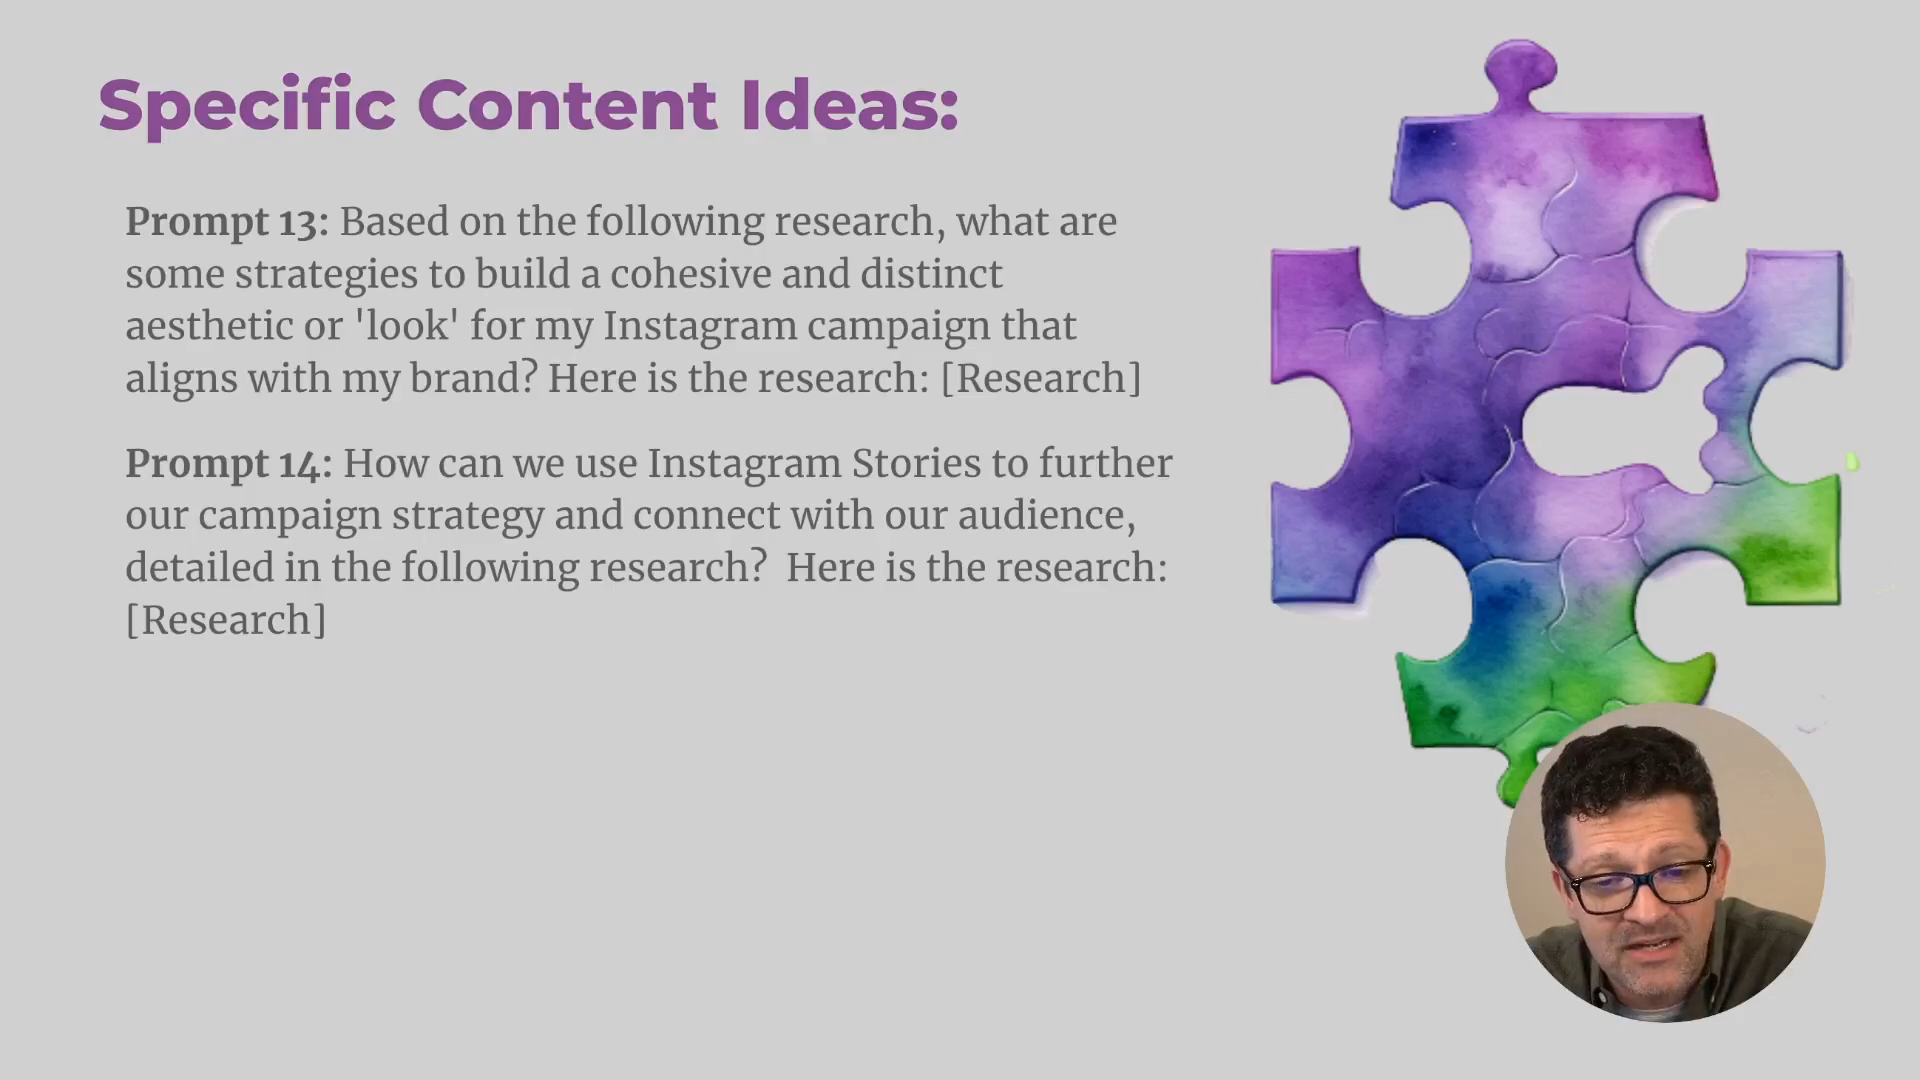 Specific Content Ideas:
Prompt 13: Based on the following research, what are
some strategies to build a cohesive and distinct
aesthetic or 'look' for my Instagram campaign that
aligns with my brand? Here is the research: [Research]
Prompt 14: How can we use Instagram Stories to further
our campaign strategy and connect with our audience,
detailed in the following research?  Here is the research:
[Research]